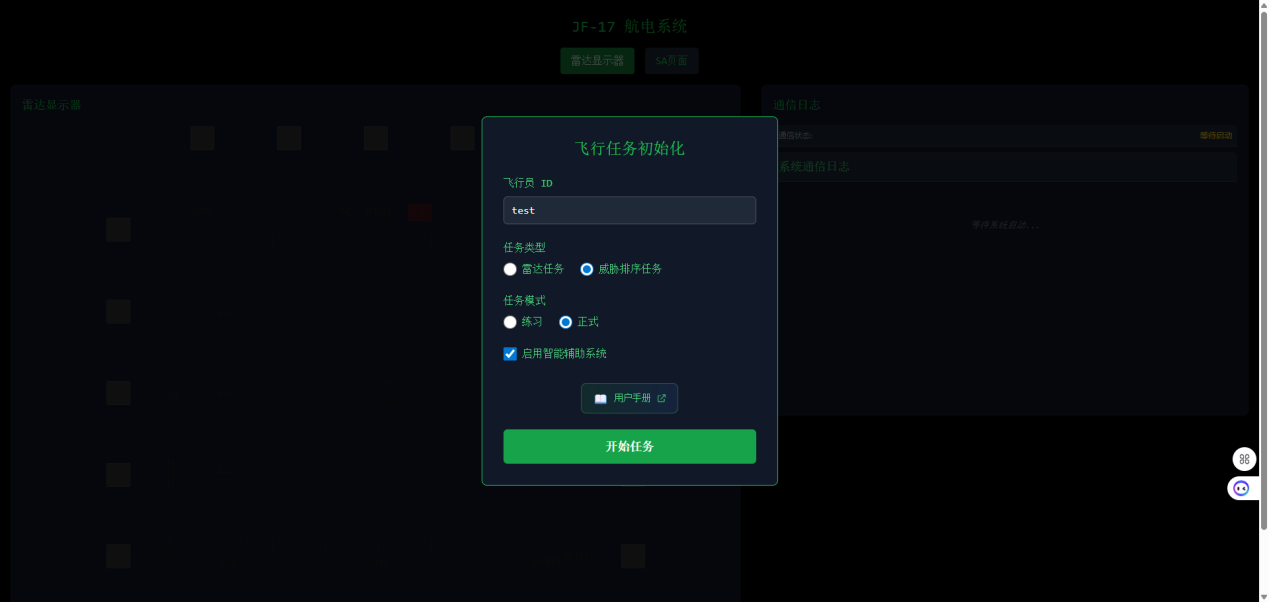 JF-17 航电系统
雷达显示器 SA页面
雷达显示器
通信日志
通信状态: 等待启动
系统通信日志
等待系统启动...
飞行任务初始化
飞行员 ID
test
任务类型
雷达任务 威胁排序任务
任务模式
练习 正式
启用智能辅助系统
用户手册
开始任务